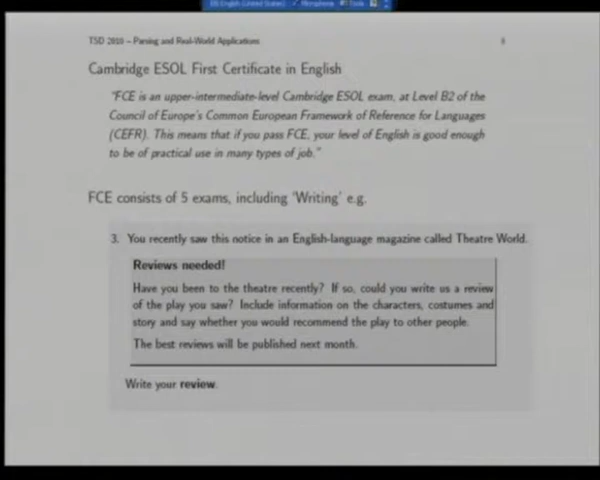 EN English (United States) Microphone Tools
TSD 2010 – Parsing and Real-World Applications
Cambridge ESOL First Certificate in English
"FCE is an upper-intermediate-level Cambridge ESOL exam, at Level B2 of the
Council of Europe's Common European Framework of Reference for Languages
(CEFR). This means that if you pass FCE, your level of English is good enough
to be of practical use in many types of job."
FCE consists of 5 exams, including 'Writing' e.g.
3. You recently saw this notice in an English-language magazine called Theatre World.
Reviews needed!
Have you been to the theatre recently? If so, could you write us a review
of the play you saw? Include information on the characters, costumes and
story and say whether you would recommend the play to other people.
The best reviews will be published next month.
Write your review.